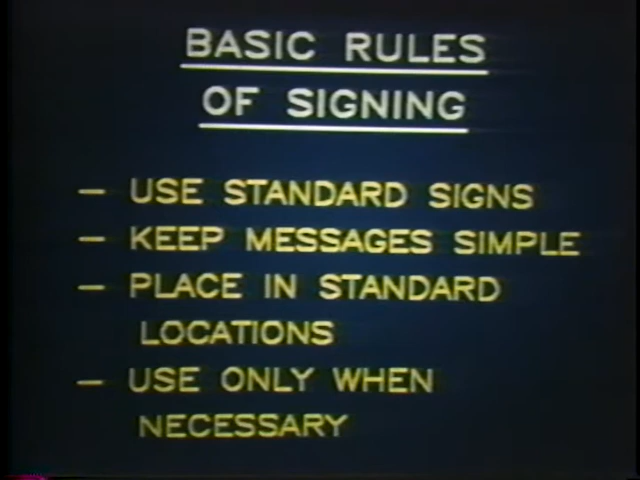 BASIC RULES
OF SIGNING
– USE STANDARD SIGNS
– KEEP MESSAGES SIMPLE
– PLACE IN STANDARD
LOCATIONS
– USE ONLY WHEN
NECESSARY